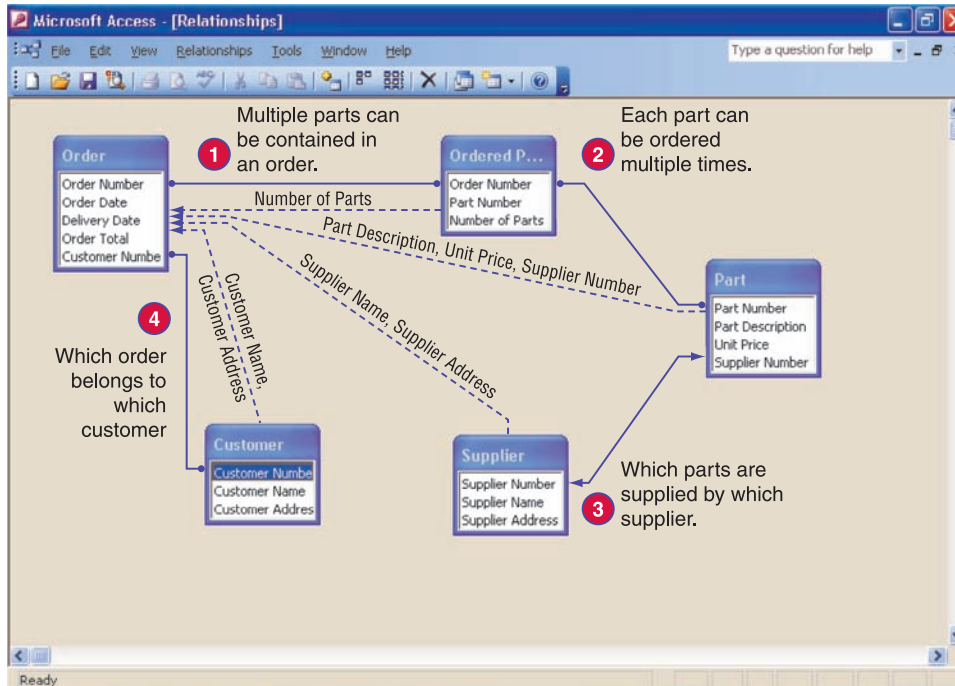 Microsoft Access - [Relationships]
File Edit View Relationships Tools Window Help
Type a question for help
1
Multiple parts can
be contained in
an order.
2
Each part can
be ordered
multiple times.
Order
Order Number
Order Date
Delivery Date
Order Total
Customer Numbe
Ordered P...
Order Number
Part Number
Number of Parts
Number of Parts
Part Description, Unit Price, Supplier Number
Supplier Name, Supplier Address
Customer Name,
Customer Address
Part
Part Number
Part Description
Unit Price
Supplier Number
4
Which order
belongs to
which
customer
Customer
Customer Numbe
Customer Name
Customer Addres
Supplier
Supplier Number
Supplier Name
Supplier Address
3
Which parts are
supplied by which
supplier.
Ready